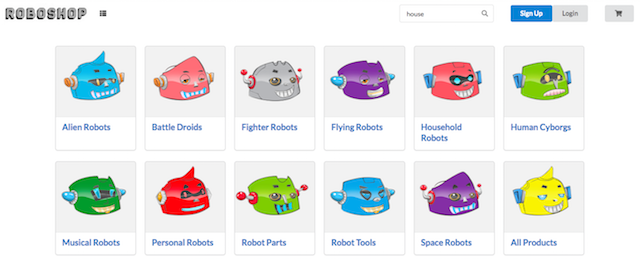 ROBOSHOP
house
Sign Up
Login
Alien Robots
Battle Droids
Fighter Robots
Flying Robots
Household
Robots
Human Cyborgs
Musical Robots
Personal Robots
Robot Parts
Robot Tools
Space Robots
All Products